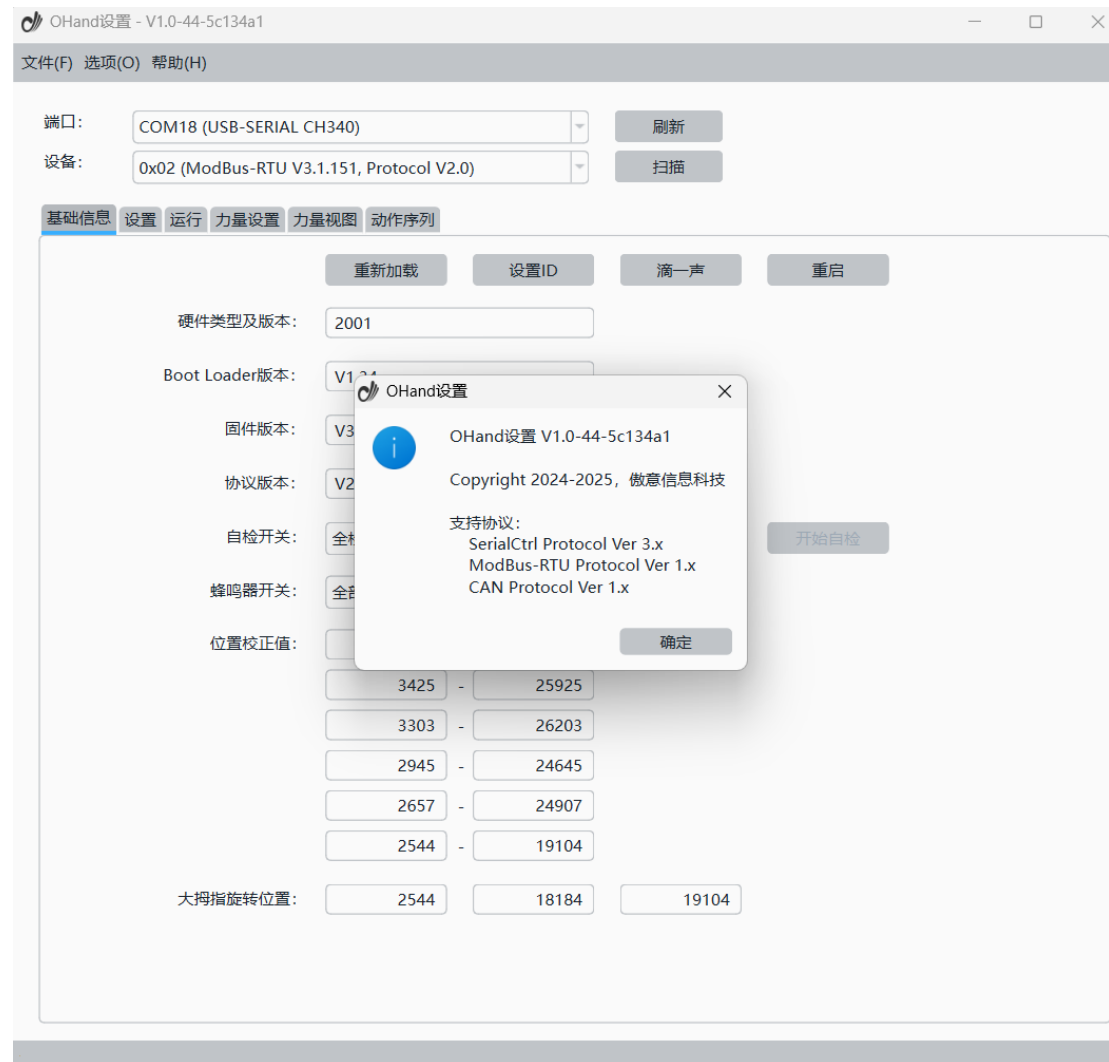 OHand设置 - V1.0-44-5c134a1
文件(F) 选项(O) 帮助(H)
端口: COM18 (USB-SERIAL CH340) 刷新
设备: 0x02 (ModBus-RTU V3.1.151, Protocol V2.0) 扫描
基础信息 设置 运行 力量设置 力量视图 动作序列
重新加载 设置ID 滴一声 重启
硬件类型及版本: 2001
Boot Loader版本:
固件版本: V3
协议版本: V2
自检开关: 开始自检
蜂鸣器开关:
位置校正值:
OHand设置
OHand设置 V1.0-44-5c134a1
Copyright 2024-2025，傲意信息科技
支持协议：
SerialCtrl Protocol Ver 3.x
ModBus-RTU Protocol Ver 1.x
CAN Protocol Ver 1.x
确定
3425 - 25925
3303 - 26203
2945 - 24645
2657 - 24907
2544 - 19104
大拇指旋转位置: 2544 18184 19104